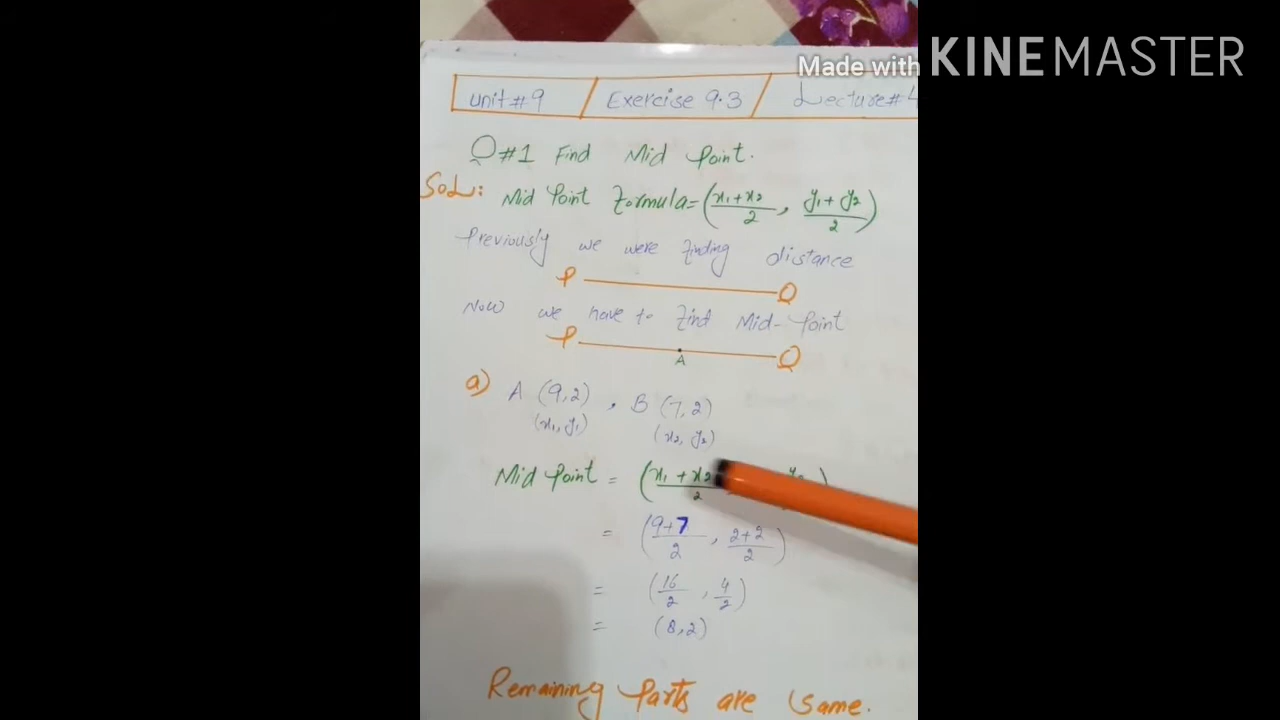 Made with KINEMASTER
Unit#9 Exercise 9.3 Lecture#4
Q#1 Find Mid Point.
Sol: Mid Point Formula=(x₁+x₂/2, y₁+y₂/2)
Previously we were finding distance
P Q
Now we have to find Mid-Point
P Q
A
a) A (9,2), B (7,2)
(x₁, y₁) (x₂, y₂)
Mid Point = (x₁+x₂/2
= (9+7/2, 2+2/2)
= (16/2, 4/2)
= (8,2)
Remaining Parts are Same.